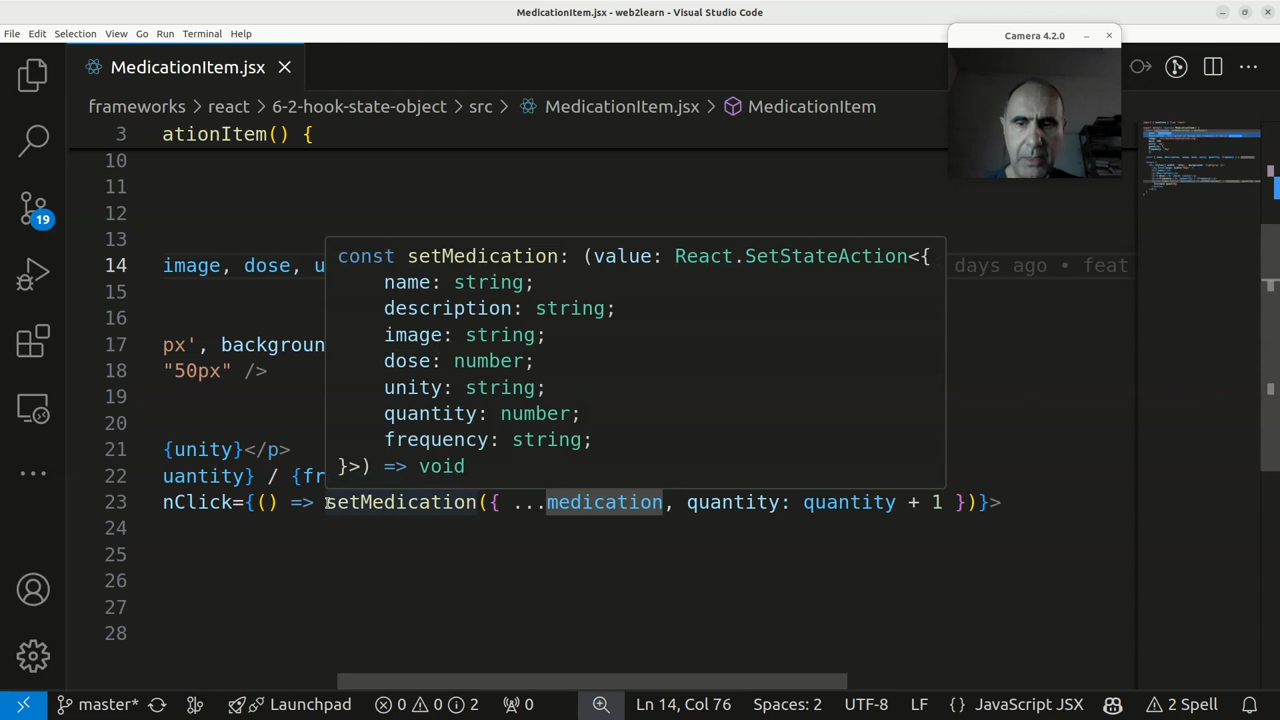 MedicationItem.jsx - web2learn - Visual Studio Code
File Edit Selection View Go Run Terminal Help
Camera 4.2.0
MedicationItem.jsx
frameworks react 6-2-hook-state-object src MedicationItem.jsx MedicationItem
3 ationItem() {
10
11
12
13
14 image, dose, u days ago • feat
15
16
17 px', backgroun
18 "50px" />
19
20
21 {unity}</p>
22 uantity} / {fr
23 nClick={() => setMedication({ ...medication, quantity: quantity + 1 })}>
24
25
26
27
28
const setMedication: (value: React.SetStateAction<{
name: string;
description: string;
image: string;
dose: number;
unity: string;
quantity: number;
frequency: string;
}>) => void
19
master* Launchpad 0 0 2 0 Ln 14, Col 76 Spaces: 2 UTF-8 LF {} JavaScript JSX 2 Spell